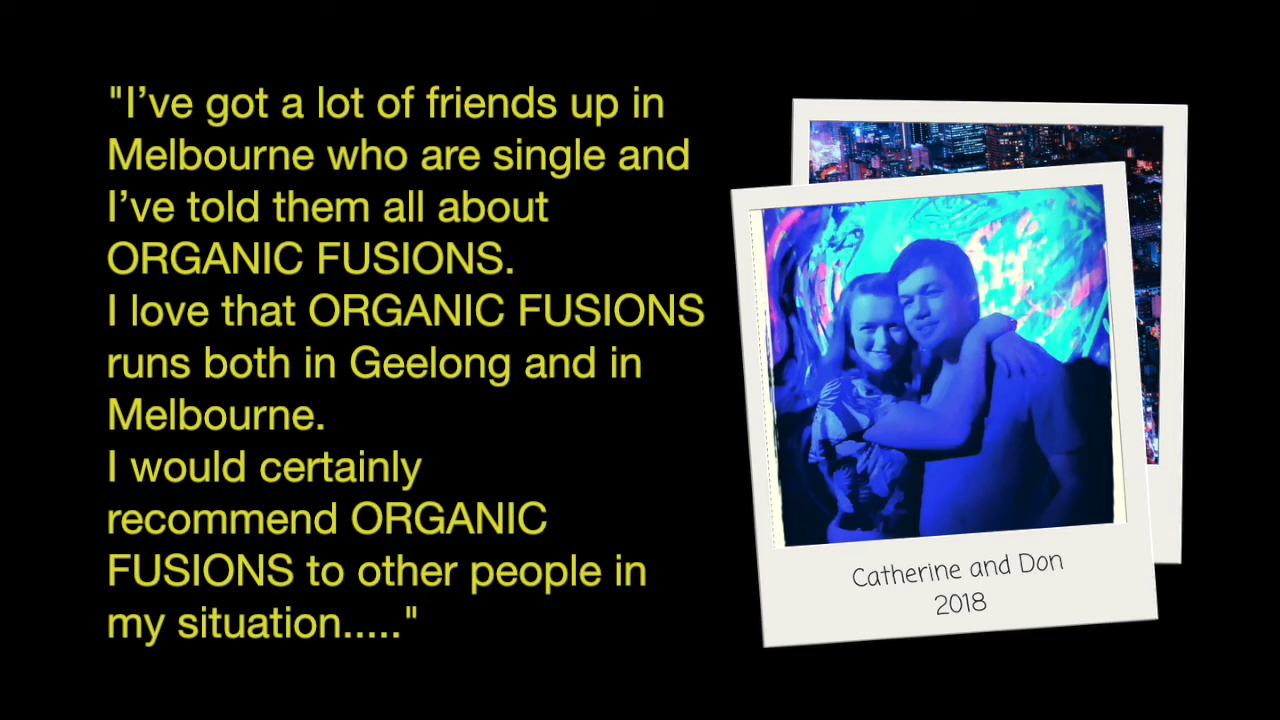 "I’ve got a lot of friends up in
Melbourne who are single and
I’ve told them all about
ORGANIC FUSIONS.
I love that ORGANIC FUSIONS
runs both in Geelong and in
Melbourne.
I would certainly
recommend ORGANIC
FUSIONS to other people in
my situation....."
Catherine and Don
2018